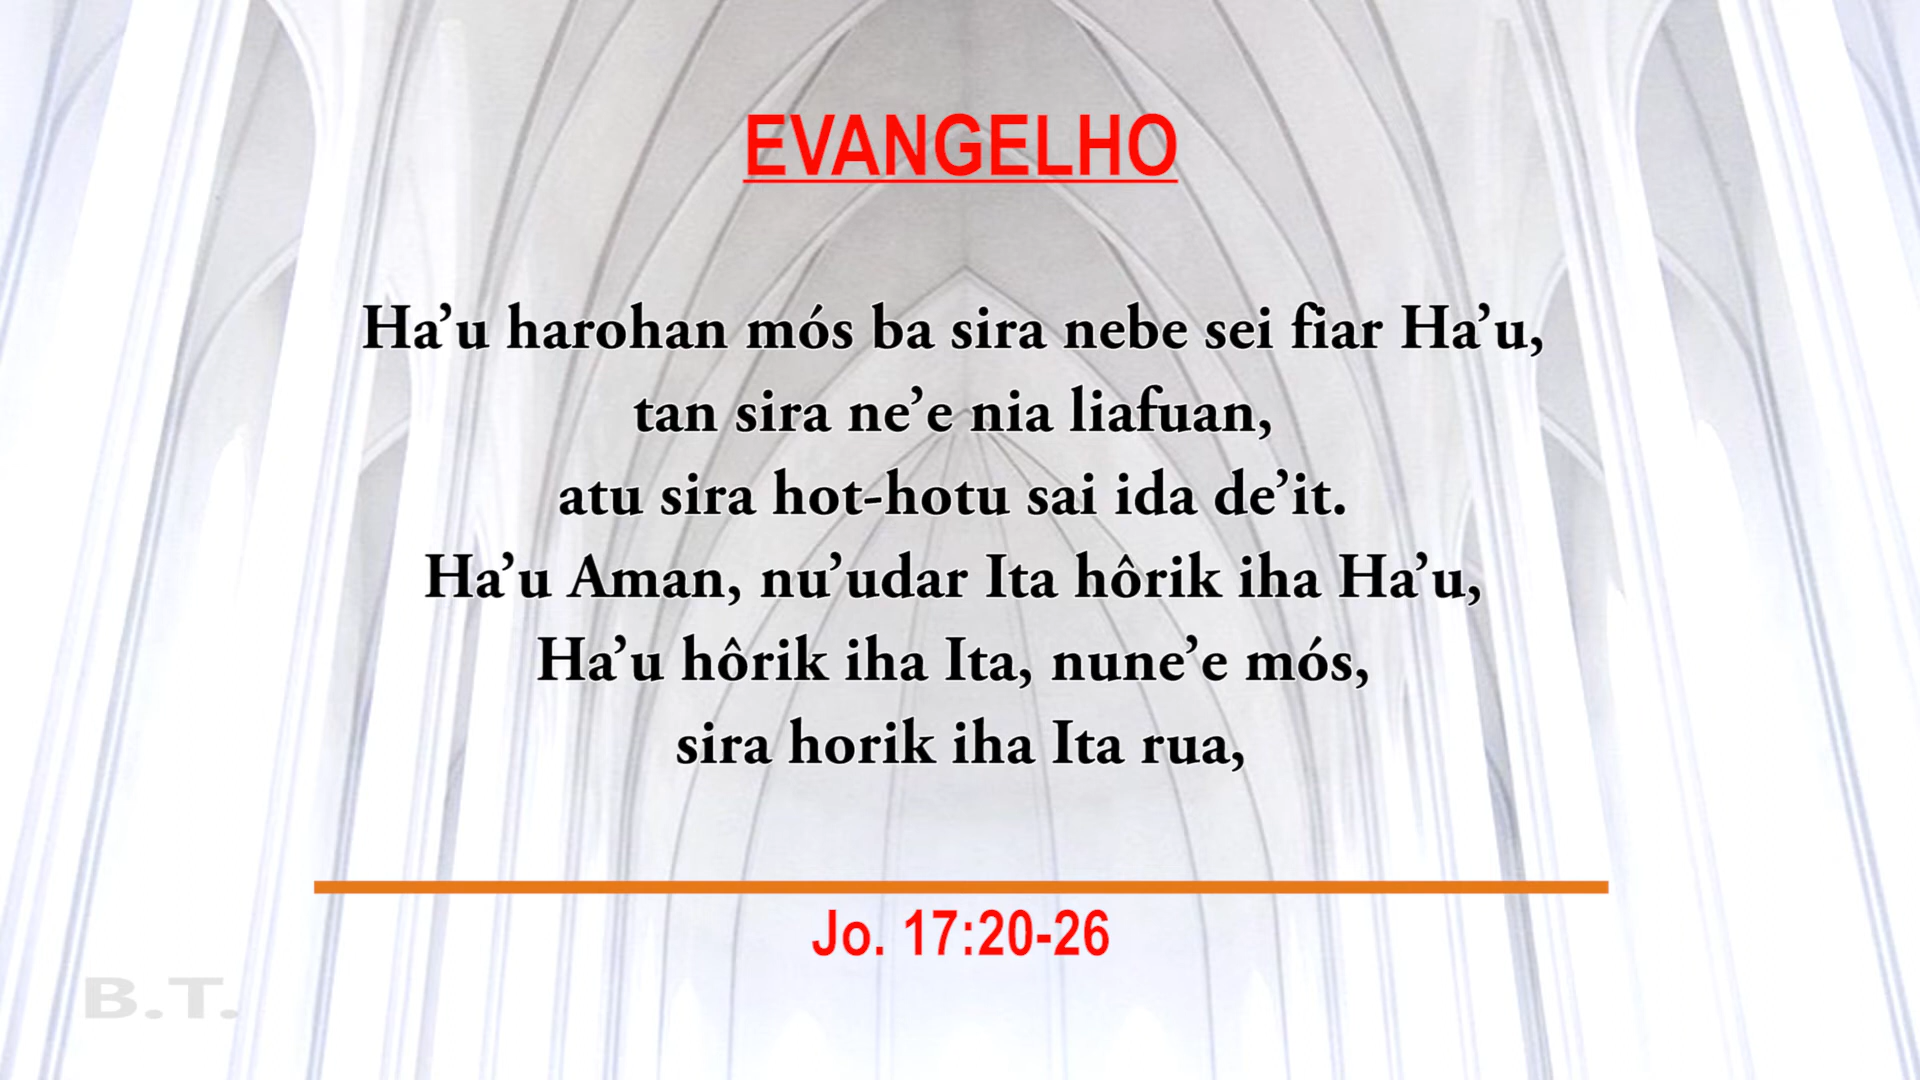 EVANGELHO
Ha’u harohan mós ba sira nebe sei fiar Ha’u,
tan sira ne’e nia liafuan,
atu sira hot-hotu sai ida de’it.
Ha’u Aman, nu’udar Ita hôrik iha Ha’u,
Ha’u hôrik iha Ita, nune’e mós,
sira horik iha Ita rua,
Jo. 17:20-26
B.T.